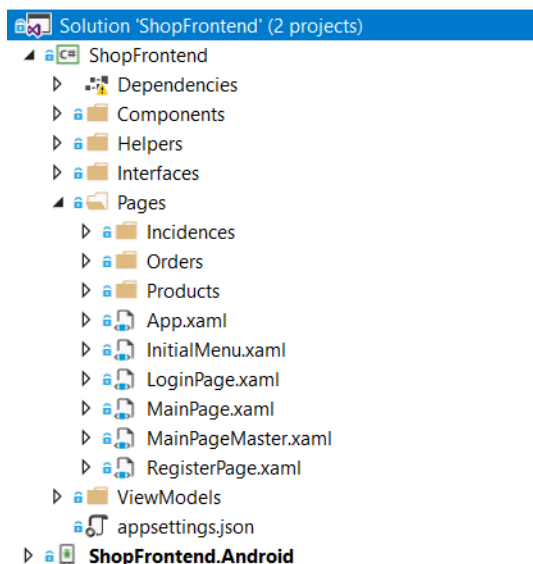 Solution 'ShopFrontend' (2 projects)
C# ShopFrontend
Dependencies
Components
Helpers
Interfaces
Pages
Incidences
Orders
Products
App.xaml
InitialMenu.xaml
LoginPage.xaml
MainPage.xaml
MainPageMaster.xaml
RegisterPage.xaml
ViewModels
appsettings.json
ShopFrontend.Android